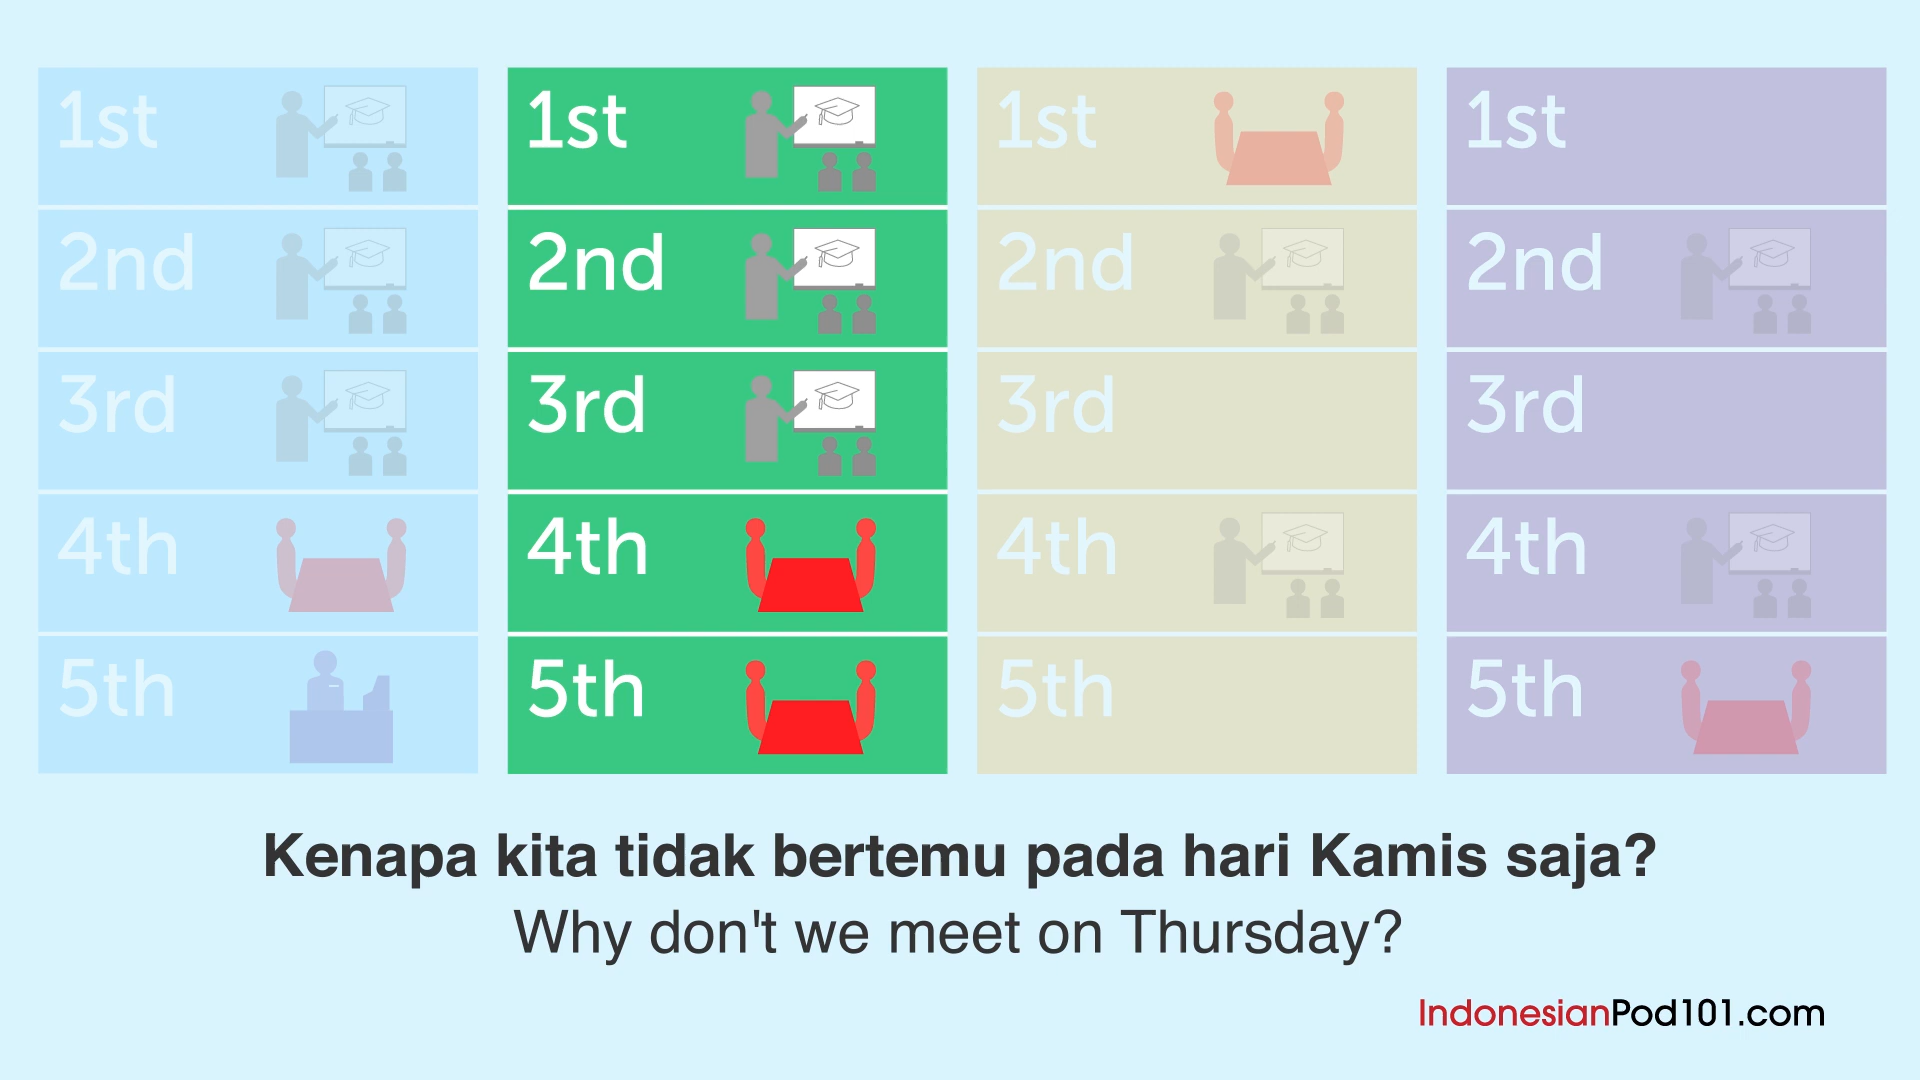 1st
2nd
3rd
4th
5th
1st
2nd
3rd
4th
5th
1st
2nd
3rd
4th
5th
1st
2nd
3rd
4th
5th
Kenapa kita tidak bertemu pada hari Kamis saja?
Why don't we meet on Thursday?
IndonesianPod101.com